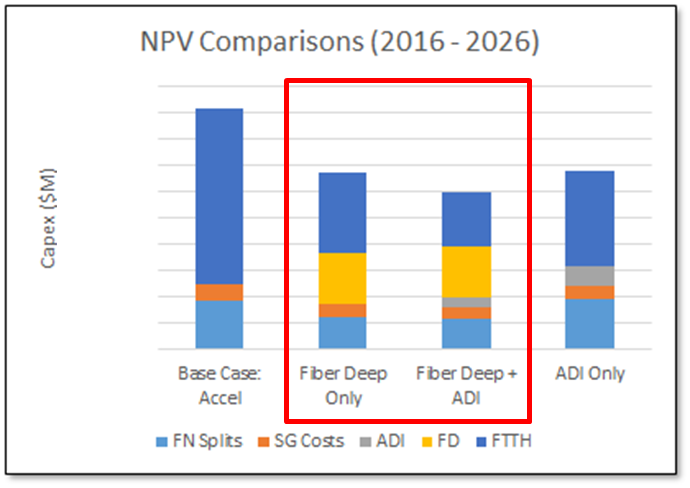 NPV Comparisons (2016 - 2026)
Capex ($M)
Base Case:
Accel
Fiber Deep
Only
Fiber Deep +
ADI
ADI Only
FN Splits SG Costs ADI FD FTTH